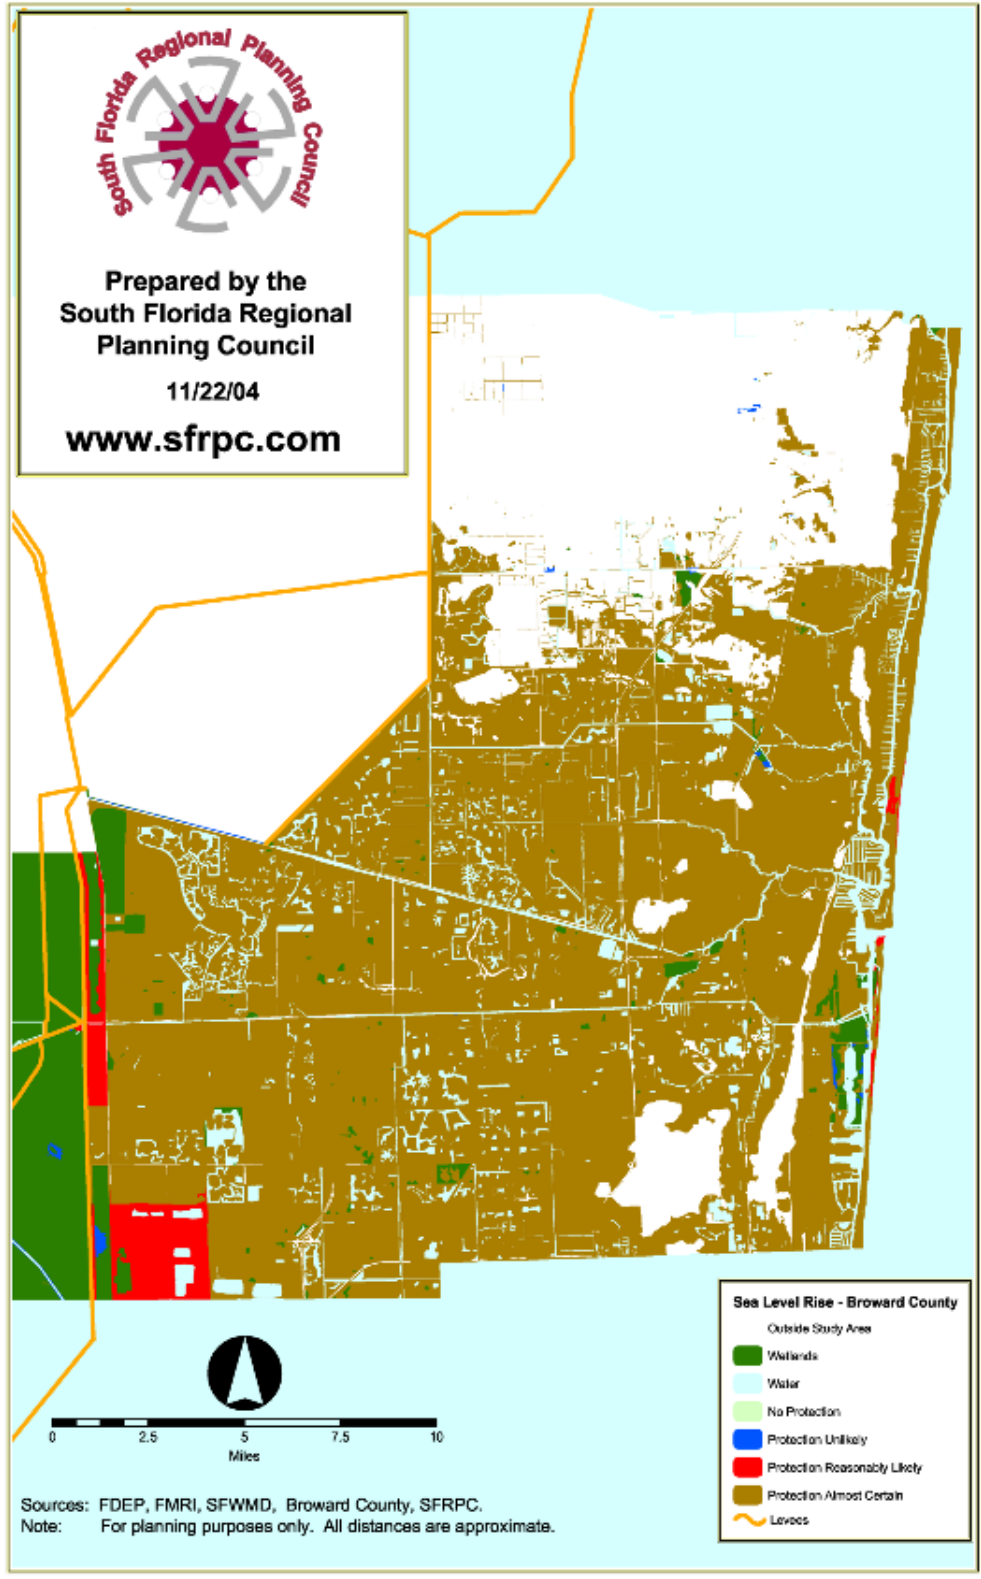 South Florida Regional Planning Council
Prepared by the
South Florida Regional
Planning Council
11/22/04
www.sfrpc.com
Sea Level Rise - Broward County
Outside Study Area
Wetlands
Water
No Protection
Protection Unlikely
Protection Reasonably Likely
Protection Almost Certain
Levees
0 2.5 5 7.5 10
Miles
Sources: FDEP, FMRI, SFWMD, Broward County, SFRPC.
Note: For planning purposes only. All distances are approximate.